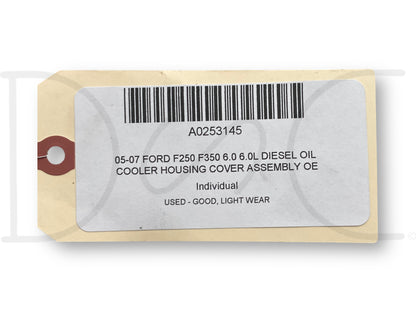 A0253145
05-07 FORD F250 F350 6.0 6.0L DIESEL OIL
COOLER HOUSING COVER ASSEMBLY OE
Individual
USED - GOOD, LIGHT WEAR